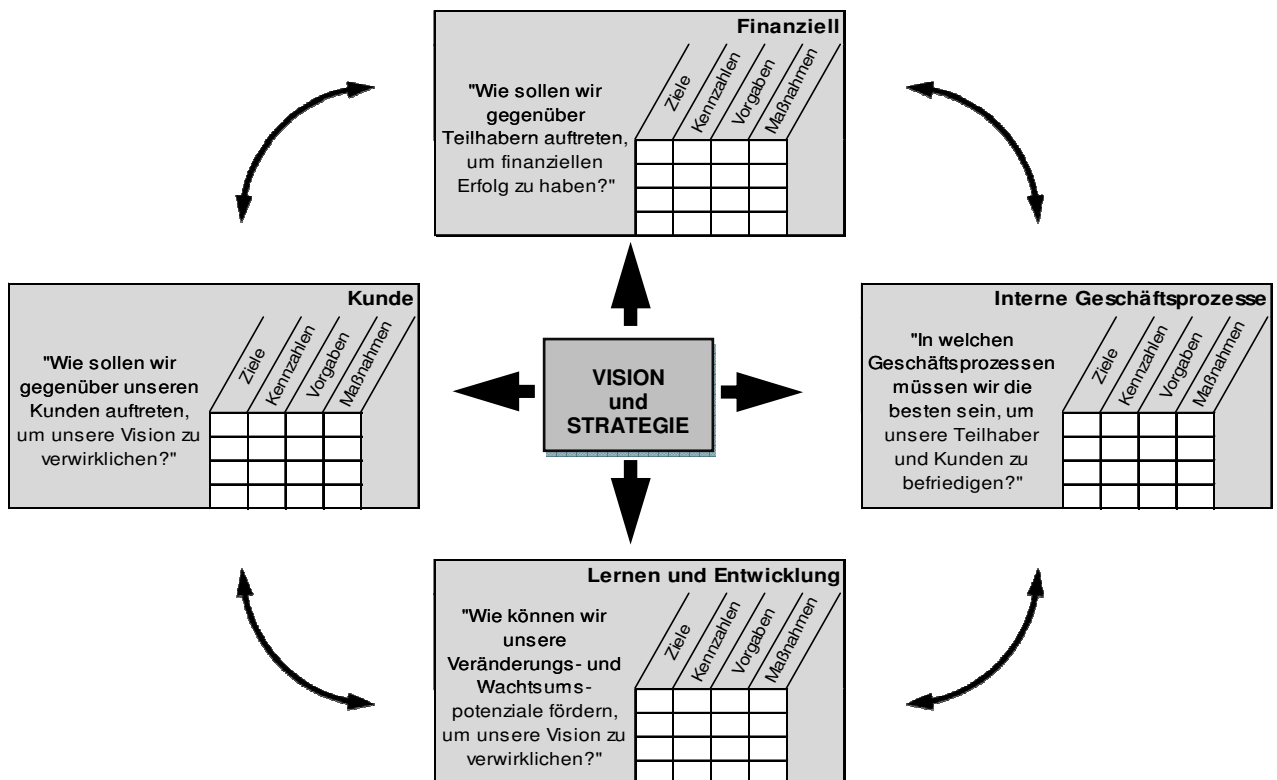 Finanziell
"Wie sollen wir
gegenüber
Teilhabern auftreten,
um finanziellen
Erfolg zu haben?"
Ziele
Kennzahlen
Vorgaben
Maßnahmen
Kunde
"Wie sollen wir
gegenüber unseren
Kunden auftreten,
um unsere Vision zu
verwirklichen?"
Ziele
Kennzahlen
Vorgaben
Maßnahmen
VISION
und
STRATEGIE
Interne Geschäftsprozesse
"In welchen
Geschäftsprozessen
müssen wir die
besten sein, um
unsere Teilhaber
und Kunden zu
befriedigen?"
Ziele
Kennzahlen
Vorgaben
Maßnahmen
Lernen und Entwicklung
"Wie können wir
unsere
Veränderungs- und
Wachtsums-
potenziale fördern,
um unsere Vision zu
verwirklichen?"
Ziele
Kennzahlen
Vorgaben
Maßnahmen